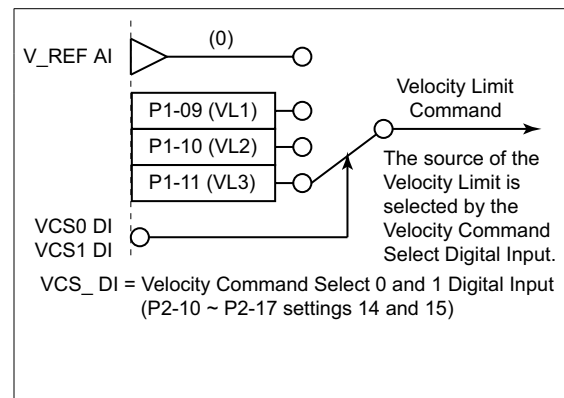 (0)
V_REF AI
P1-09 (VL1)
P1-10 (VL2)
P1-11 (VL3)
VCS0 DI
VCS1 DI
Velocity Limit
Command
The source of the
Velocity Limit is
selected by the
Velocity Command
Select Digital Input.
VCS_ DI = Velocity Command Select 0 and 1 Digital Input
(P2-10 ~ P2-17 settings 14 and 15)